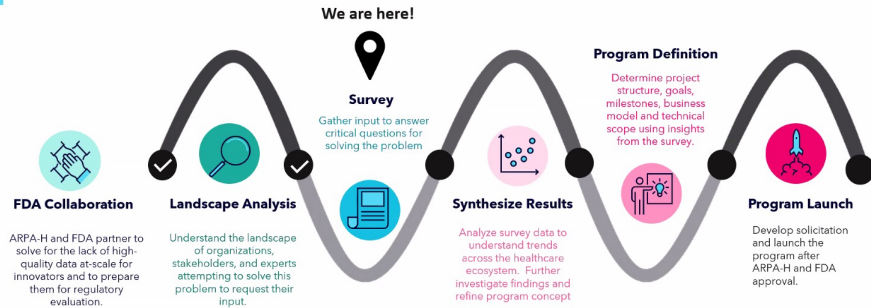 We are here!
FDA Collaboration
ARPA-H and FDA partner to
solve for the lack of high-
quality data at-scale for
innovators and to prepare
them for regulatory
evaluation.
Landscape Analysis
Understand the landscape
of organizations,
stakeholders, and experts
attempting to solve this
problem to request their
input.
Survey
Gather input to answer
critical questions for
solving the problem
Synthesize Results
Analyze survey data to
understand trends
across the healthcare
ecosystem. Further
investigate findings and
refine program concept
Program Definition
Determine project
structure, goals,
milestones, business
model and technical
scope using insights
from the survey.
Program Launch
Develop solicitation
and launch the
program after
ARPA-H and FDA
approval.